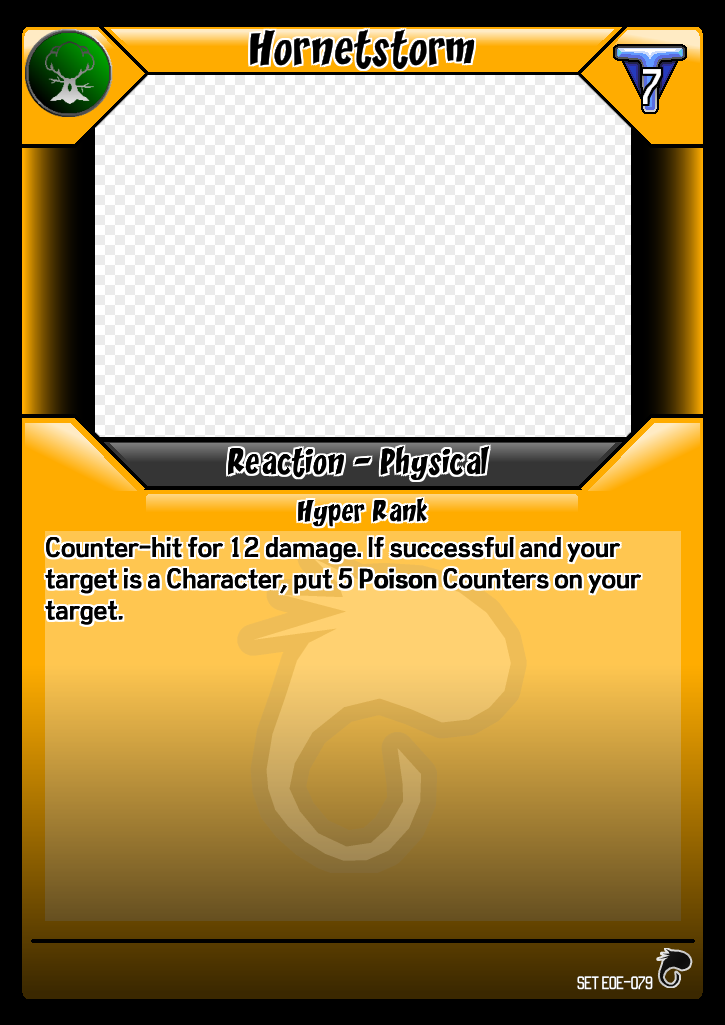 Hornetstorm
7
Reaction - Physical
Hyper Rank
Counter-hit for 12 damage. If successful and your
target is a Character, put 5 Poison Counters on your
target.
SET EOE-079